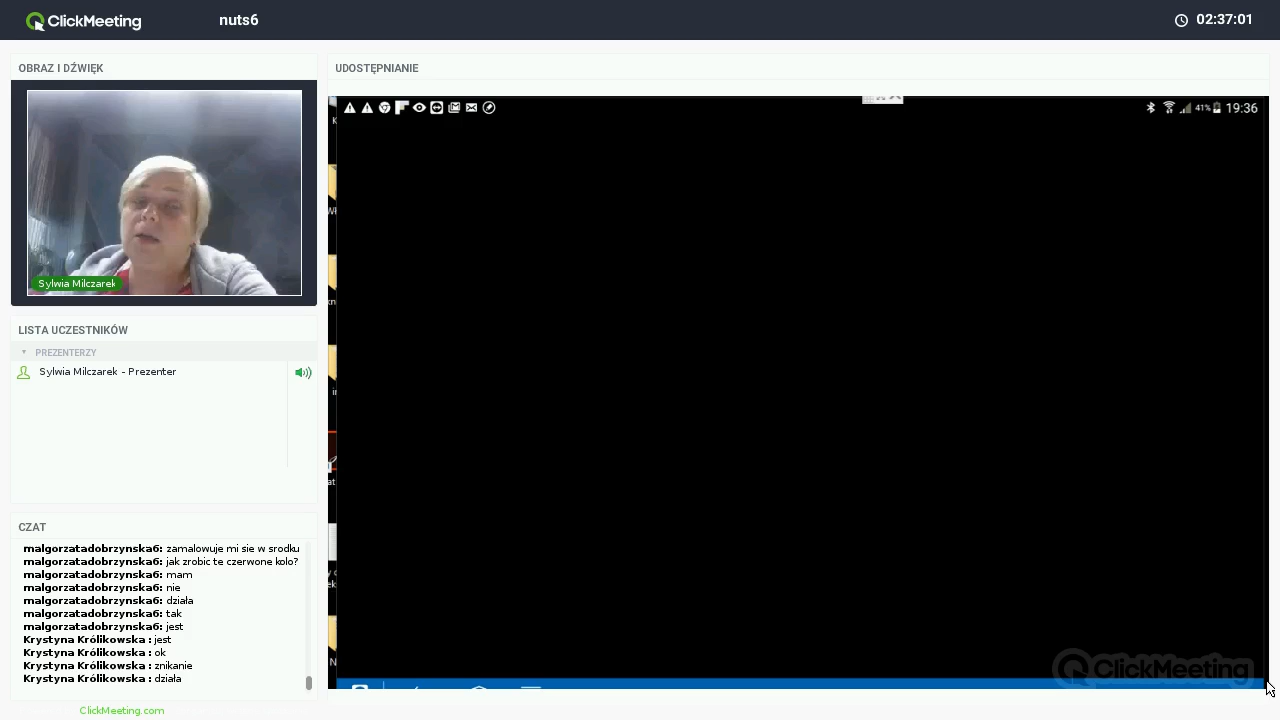 ClickMeeting
nuts6
02:37:01
OBRAZ I DŹWIĘK
Sylwia Milczarek
LISTA UCZESTNIKÓW
PREZENTERZY
Sylwia Milczarek - Prezenter
CZAT
malgorzatadobrzynska6: zamalowuje mi sie w srodku
malgorzatadobrzynska6: jak zrobic te czerwone kolo?
malgorzatadobrzynska6: mam
malgorzatadobrzynska6: nie
malgorzatadobrzynska6: działa
malgorzatadobrzynska6: tak
malgorzatadobrzynska6: jest
Krystyna Królikowska : jest
Krystyna Królikowska : ok
Krystyna Królikowska : znikanie
Krystyna Królikowska : działa
ClickMeeting.com
UDOSTĘPNIANIE
41%
19:36
ClickMeeting